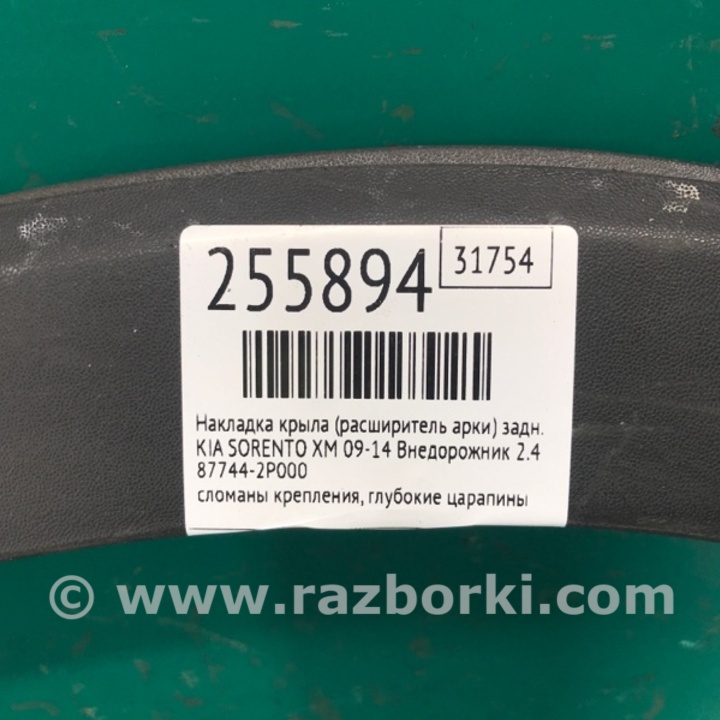 255894
31754
Накладка крыла (расширитель арки) задн.
KIA SORENTO XM 09-14 Внедорожник 2.4
87744-2P000
сломаны крепления, глубокие царапины
© www.razborki.com